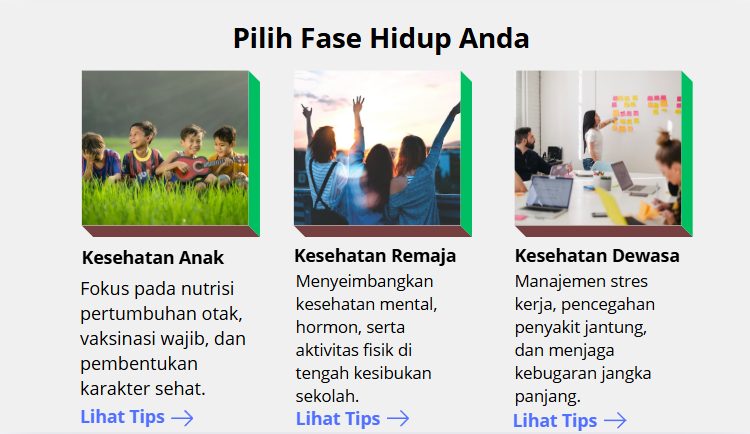 Pilih Fase Hidup Anda
Kesehatan Anak
Fokus pada nutrisi
pertumbuhan otak,
vaksinasi wajib, dan
pembentukan
karakter sehat.
Lihat Tips
Kesehatan Remaja
Menyeimbangkan
kesehatan mental,
hormon, serta
aktivitas fisik di
tengah kesibukan
sekolah.
Lihat Tips
Kesehatan Dewasa
Manajemen stres
kerja, pencegahan
penyakit jantung,
dan menjaga
kebugaran jangka
panjang.
Lihat Tips